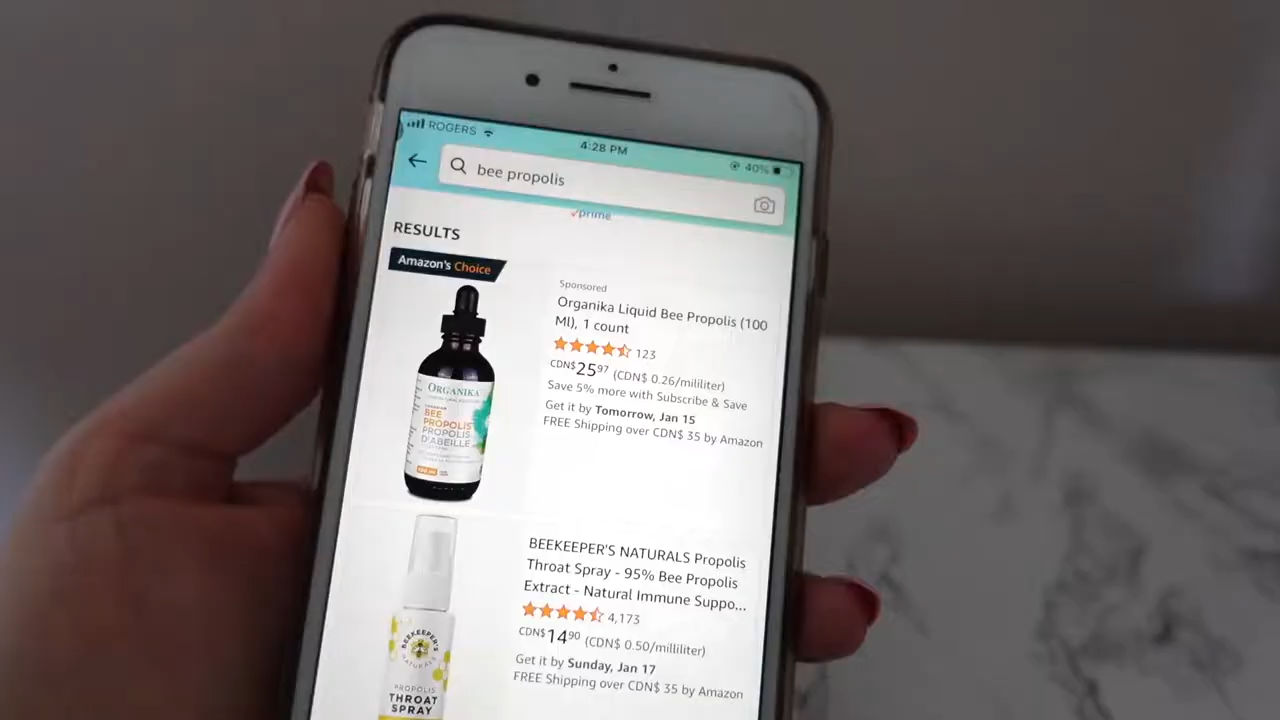 ROGERS
4:28 PM
40%
bee propolis
prime
RESULTS
Amazon's Choice
Sponsored
Organika Liquid Bee Propolis (100
Ml), 1 count
123
CDN$ 25 97 (CDN$ 0.26/milliliter)
Save 5% more with Subscribe & Save
Get it by Tomorrow, Jan 15
FREE Shipping over CDN$ 35 by Amazon
ORGANIKA
BEE
PROPOLIS
PROPOLIS
D'ABEILLE
BEEKEEPER'S NATURALS Propolis
Throat Spray - 95% Bee Propolis
Extract - Natural Immune Suppo...
4,173
CDN$ 14 90 (CDN$ 0.50/milliliter)
Get it by Sunday, Jan 17
FREE Shipping over CDN$ 35 by Amazon
BEEKEEPER'S
NATURALS
PROPOLIS
THROAT
SPRAY